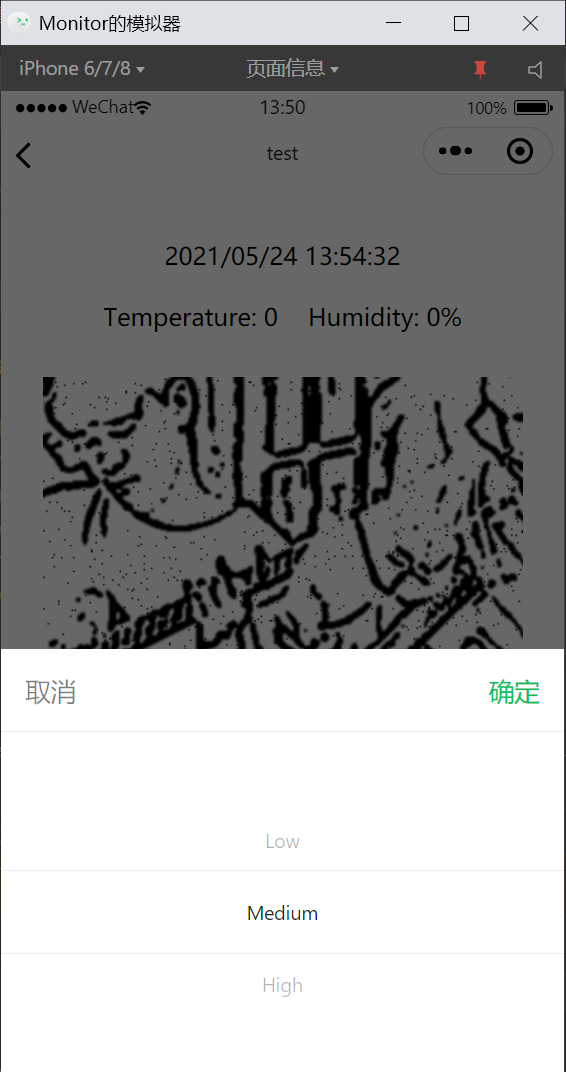 Monitor的模拟器
iPhone 6/7/8 页面信息
WeChat 13:50 100%
test
2021/05/24 13:54:32
Temperature: 0 Humidity: 0%
取消 确定
Low
Medium
High